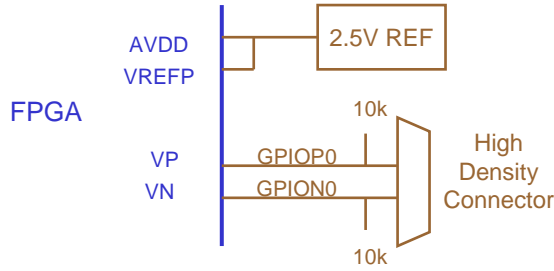 AVDD
2.5V REF
VREFP
FPGA
10k
VP
GPIOP0
VN
GPION0
High
Density
Connector
10k